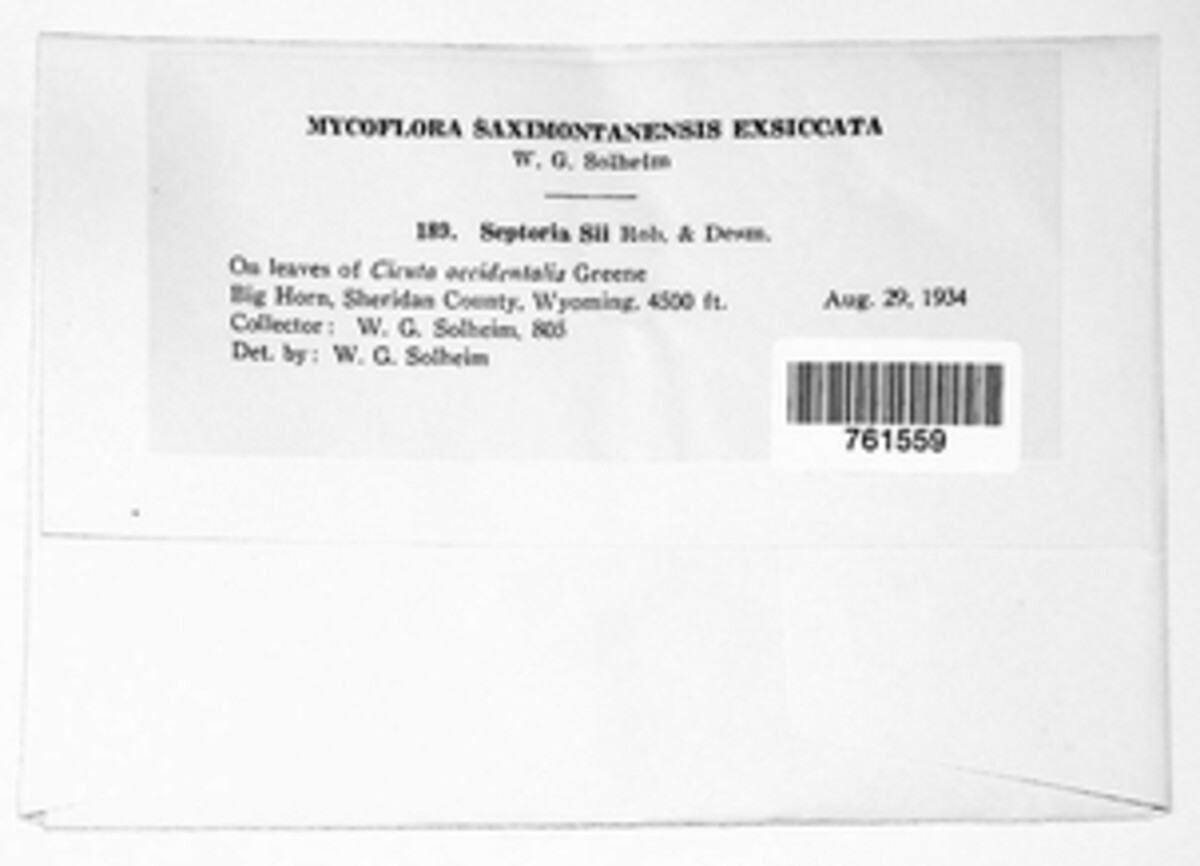 MYCOFLORA SAXIMONTANENSIS EXSICCATA
W. G. Solheim
189. Septoria Sii Rob. & Desm.
On leaves of Cicuta occidentalis Greene
Big Horn, Sheridan County, Wyoming. 4500 ft. Aug. 29, 1934
Collector: W. G. Solheim, 805
Det. by: W. G. Solheim
761559